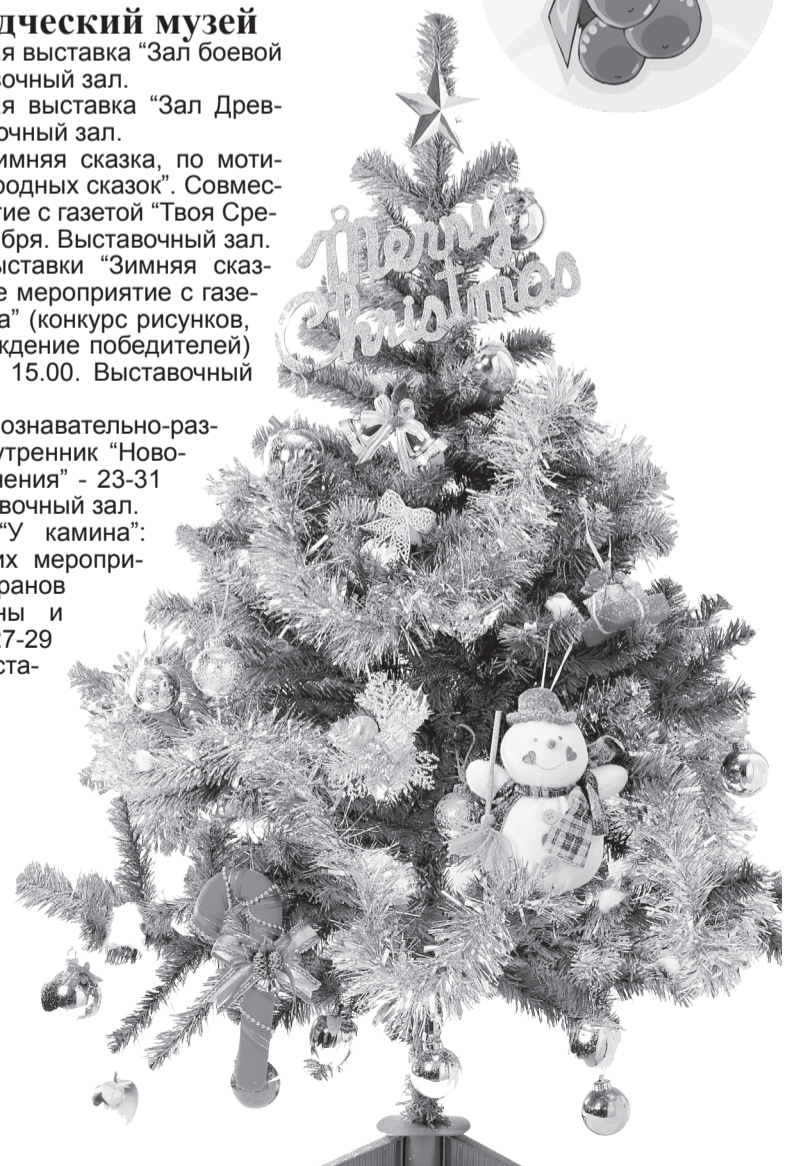 дческий музей
я выставка “Зал боевой
вочный зал.
я выставка “Зал Древ-
очный зал.
имняя сказка, по моти-
родных сказок”. Совмес-
тие с газетой “Твоя Сре-
бря. Выставочный зал.
ыставки “Зимняя сказ-
е мероприятие с газе-
а” (конкурс рисунков,
ждение победителей)
15.00. Выставочный
ознавательно-раз-
утренник “Ново-
ения” - 23-31
вочный зал.
“У камина”:
их меропри-
ранов
ны и
27-29
ста-
Merry
Christmas